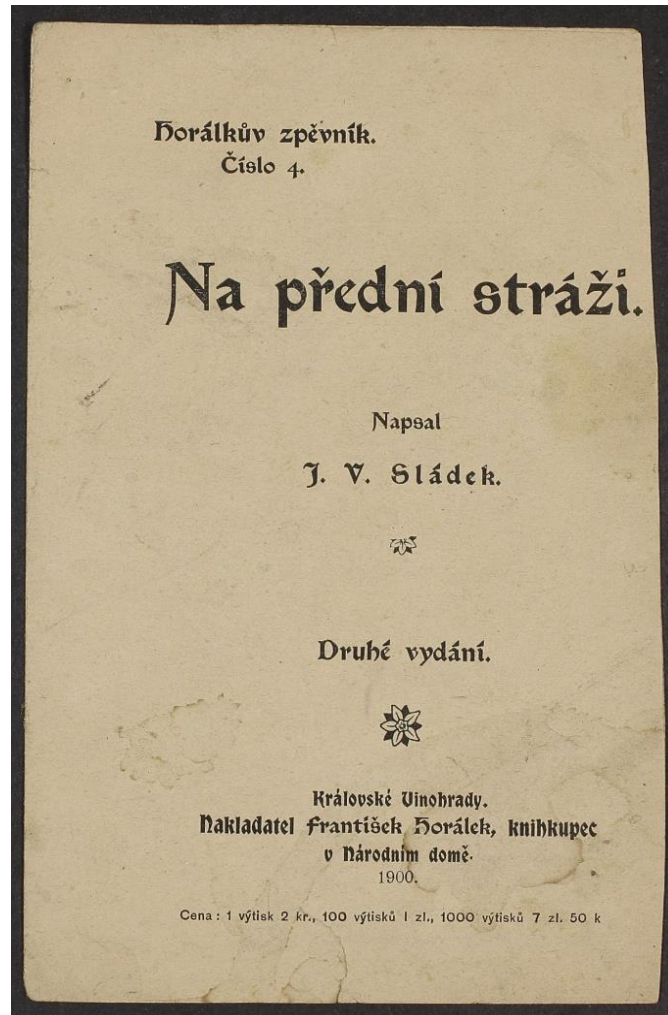 Horálkův zpěvník.
Číslo 4.
Na přední stráži.
Napsal
J. V. Sládek.
Druhé vydání.
Královské Vinohrady.
Nakladatel František Horálek, knihkupec
v Národním domě.
1900.
Cena: 1 výtisk 2 kr., 100 výtisků 1 zl., 1000 výtisků 7 zl. 50 k